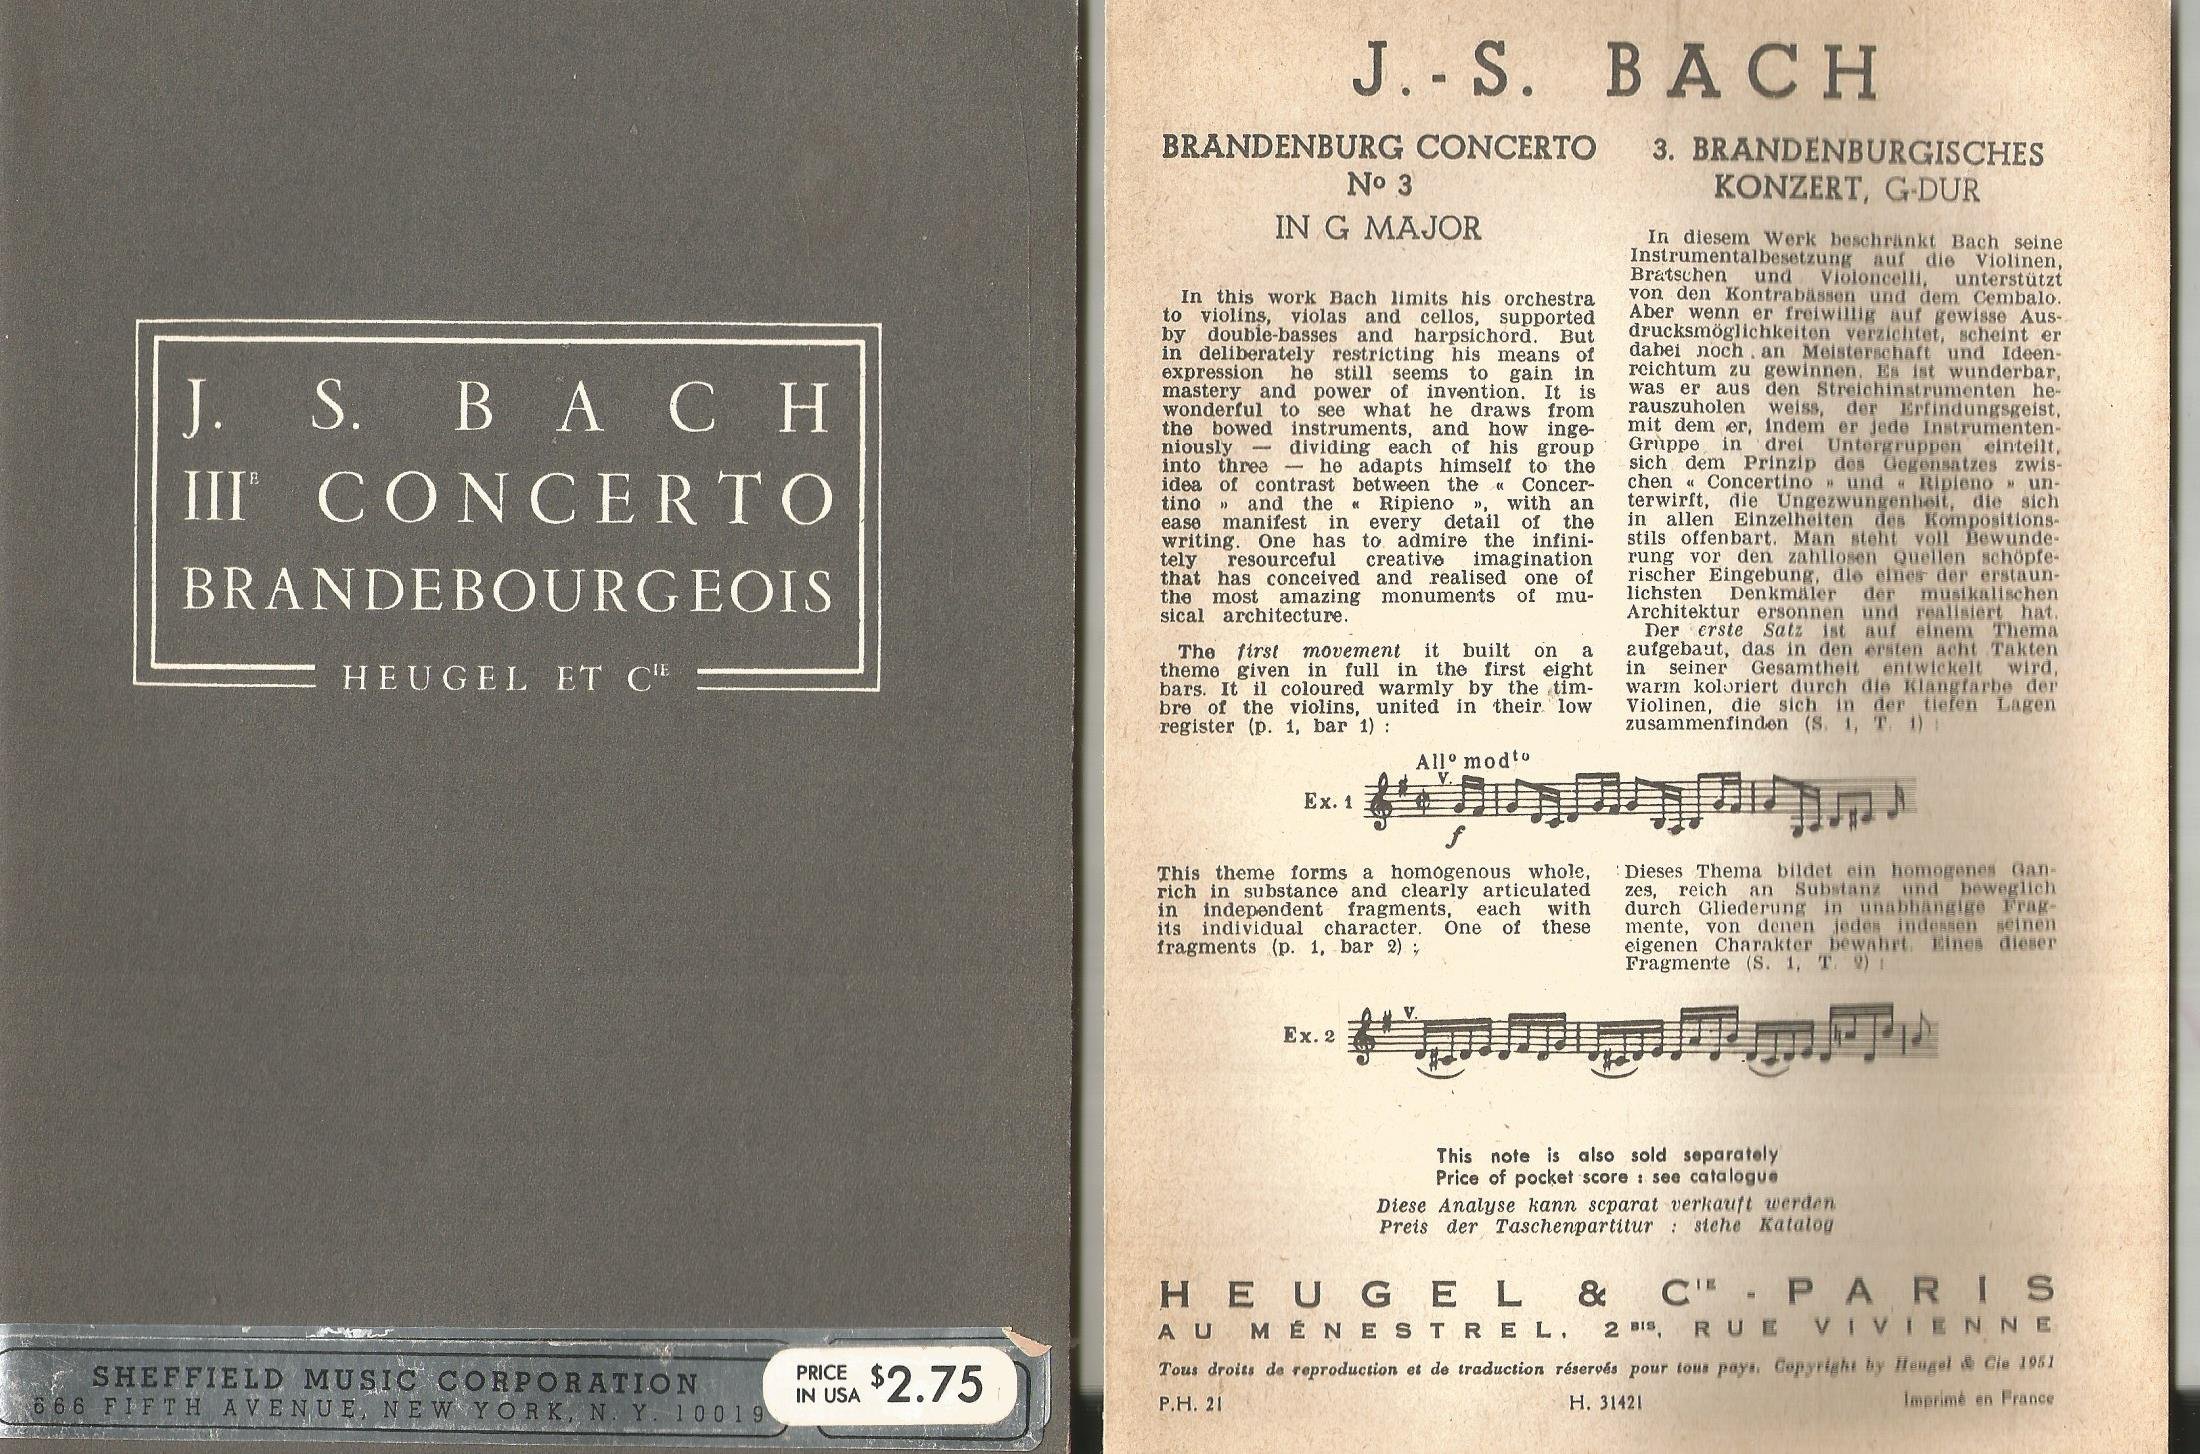 J. S. BACH
IIIE CONCERTO
BRANDEBOURGEOIS
HEUGEL ET CIE
SHEFFIELD MUSIC CORPORATION
666 FIFTH AVENUE, NEW YORK, N. Y. 10019
PRICE
IN USA $2.75
J.-S. BACH
BRANDENBURG CONCERTO
Nº 3
IN G MAJOR
In this work Bach limits his orchestra
to violins, violas and cellos, supported
by double-basses and harpsichord. But
in deliberately restricting his means of
expression he still seems to gain in
mastery and power of invention. It is
wonderful to see what he draws from
the bowed instruments, and how inge-
niously — dividing each of his group
into three — he adapts himself to the
idea of contrast between the « Concer-
tino » and the « Ripieno », with an
ease manifest in every detail of the
writing. One has to admire the infini-
tely resourceful creative imagination
that has conceived and realised one of
the most amazing monuments of mu-
sical architecture.
The first movement it built on a
theme given in full in the first eight
bars. It il coloured warmly by the tim-
bre of the violins, united in their low
register (p. 1, bar 1) :
3. BRANDENBURGISCHES
KONZERT, G-DUR
In diesem Werk beschränkt Bach seine
Instrumentalbesetzung auf die Violinen,
Bratschen und Violoncelli, unterstützt
von den Kontrabässen und dem Cembalo.
Aber wenn er freiwillig auf gewisse Aus-
drucksmöglichkeiten verzichtet, scheint er
dabei noch an Meisterschaft und Ideen-
reichtum zu gewinnen. Es ist wunderbar,
was er aus den Streichinstrumenten he-
rauszuholen weiss, der Erfindungsgeist,
mit dem er, indem er jede Instrumenten-
Gruppe in drei Untergruppen einteilt,
sich dem Prinzip des Gegensatzes zwis-
chen « Concertino » und « Ripieno » un-
terwirft, die Ungezwungenheit, die sich
in allen Einzelheiten des Kompositions-
stils offenbart. Man steht voll Bewunde-
rung vor den zahllosen Quellen schöpfe-
rischer Eingebung, die eines der erstaun-
lichsten Denkmäler der musikalischen
Architektur ersonnen und realisiert hat.
Der erste Satz ist auf einem Thema
aufgebaut, das in den ersten acht Takten
in seiner Gesamtheit entwickelt wird,
warm koloriert durch die Klangfarbe der
Violinen, die sich in der tiefen Lagen
zusammenfinden (S. 1, T. 1) :
Allº modto
V.
Ex. 1
f
This theme forms a homogenous whole,
rich in substance and clearly articulated
in independent fragments, each with
its individual character. One of these
fragments (p. 1, bar 2) ;
Dieses Thema bildet ein homogenes Gan-
zes, reich an Substanz und beweglich
durch Gliederung in unabhängige Frag-
mente, von denen jedes indessen seinen
eigenen Charakter bewahrt. Eines dieser
Fragmente (S. 1, T. 2) :
V.
Ex. 2
This note is also sold separately
Price of pocket score : see catalogue
Diese Analyse kann separat verkauft werden
Preis der Taschenpartitur : siehe Katalog
HEUGEL & CIE - PARIS
AU MÉNESTREL, 2 BIS, RUE VIVIENNE
Tous droits de reproduction et de traduction réservés pour tous pays. Copyright by Heugel & Cie 1951
P.H. 21 H. 31421 Imprimé en France